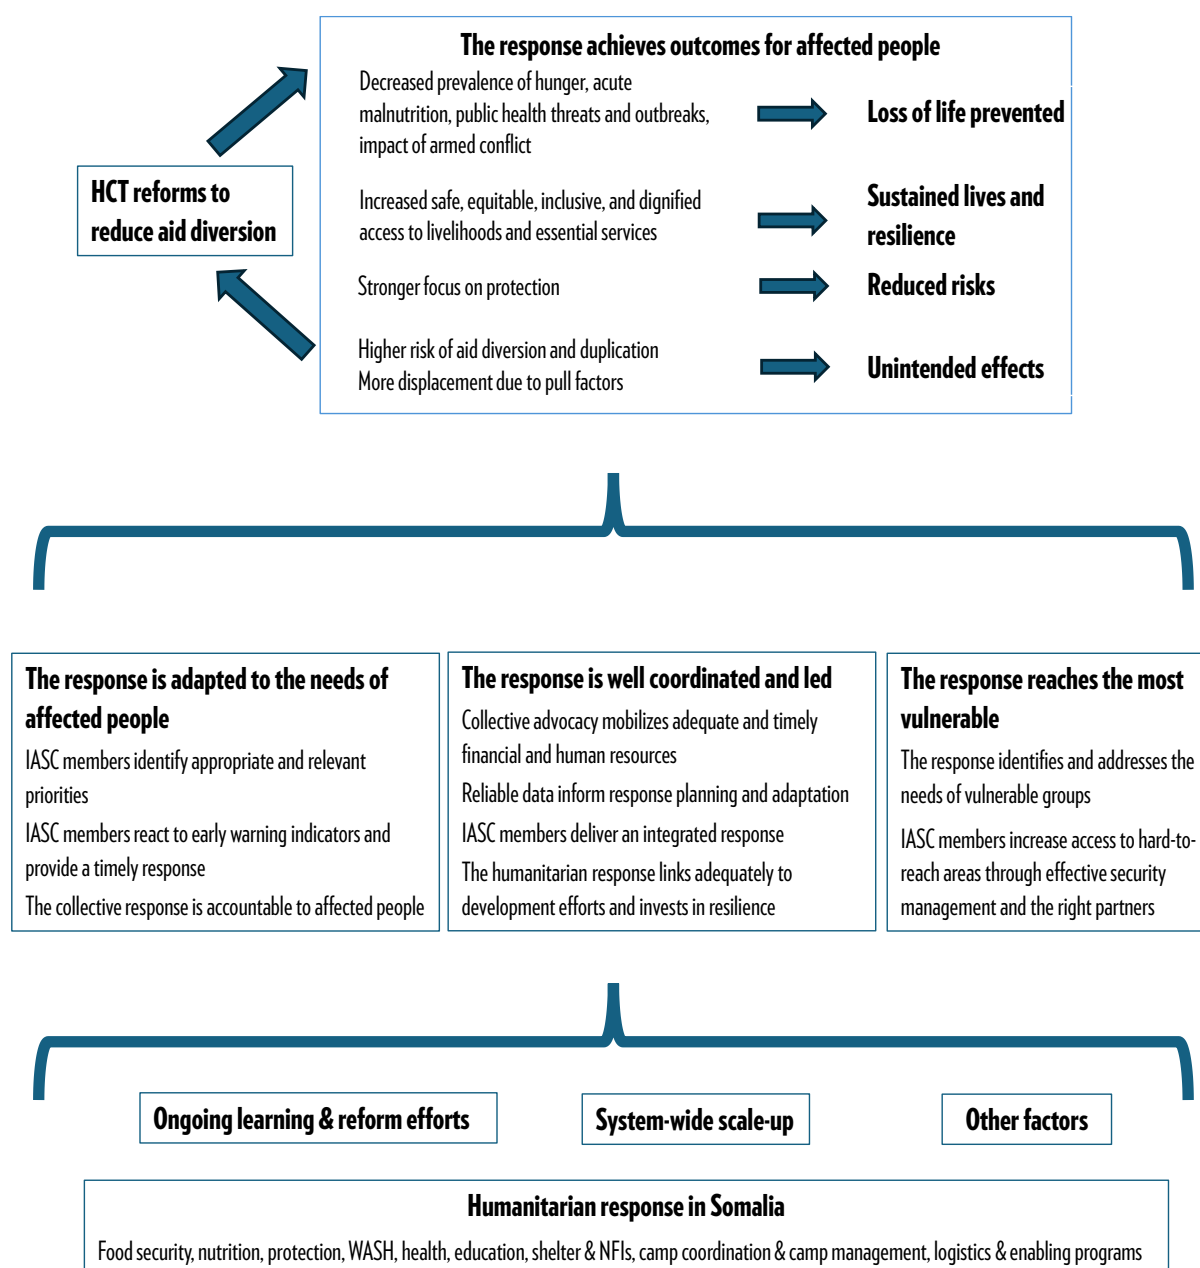 The response achieves outcomes for affected people
Decreased prevalence of hunger, acute
malnutrition, public health threats and outbreaks,
impact of armed conflict
Loss of life prevented
HCT reforms to
reduce aid diversion
Increased safe, equitable, inclusive, and dignified
access to livelihoods and essential services
Sustained lives and
resilience
Stronger focus on protection
Reduced risks
Higher risk of aid diversion and duplication
More displacement due to pull factors
Unintended effects
The response is adapted to the needs of
affected people
IASC members identify appropriate and relevant
priorities
IASC members react to early warning indicators and
provide a timely response
The collective response is accountable to affected people
The response is well coordinated and led
Collective advocacy mobilizes adequate and timely
financial and human resources
Reliable data inform response planning and adaptation
IASC members deliver an integrated response
The humanitarian response links adequately to
development efforts and invests in resilience
The response reaches the most
vulnerable
The response identifies and addresses the
needs of vulnerable groups
IASC members increase access to hard-to-
reach areas through effective security
management and the right partners
Ongoing learning & reform efforts
System-wide scale-up
Other factors
Humanitarian response in Somalia
Food security, nutrition, protection, WASH, health, education, shelter & NFIs, camp coordination & camp management, logistics & enabling programs